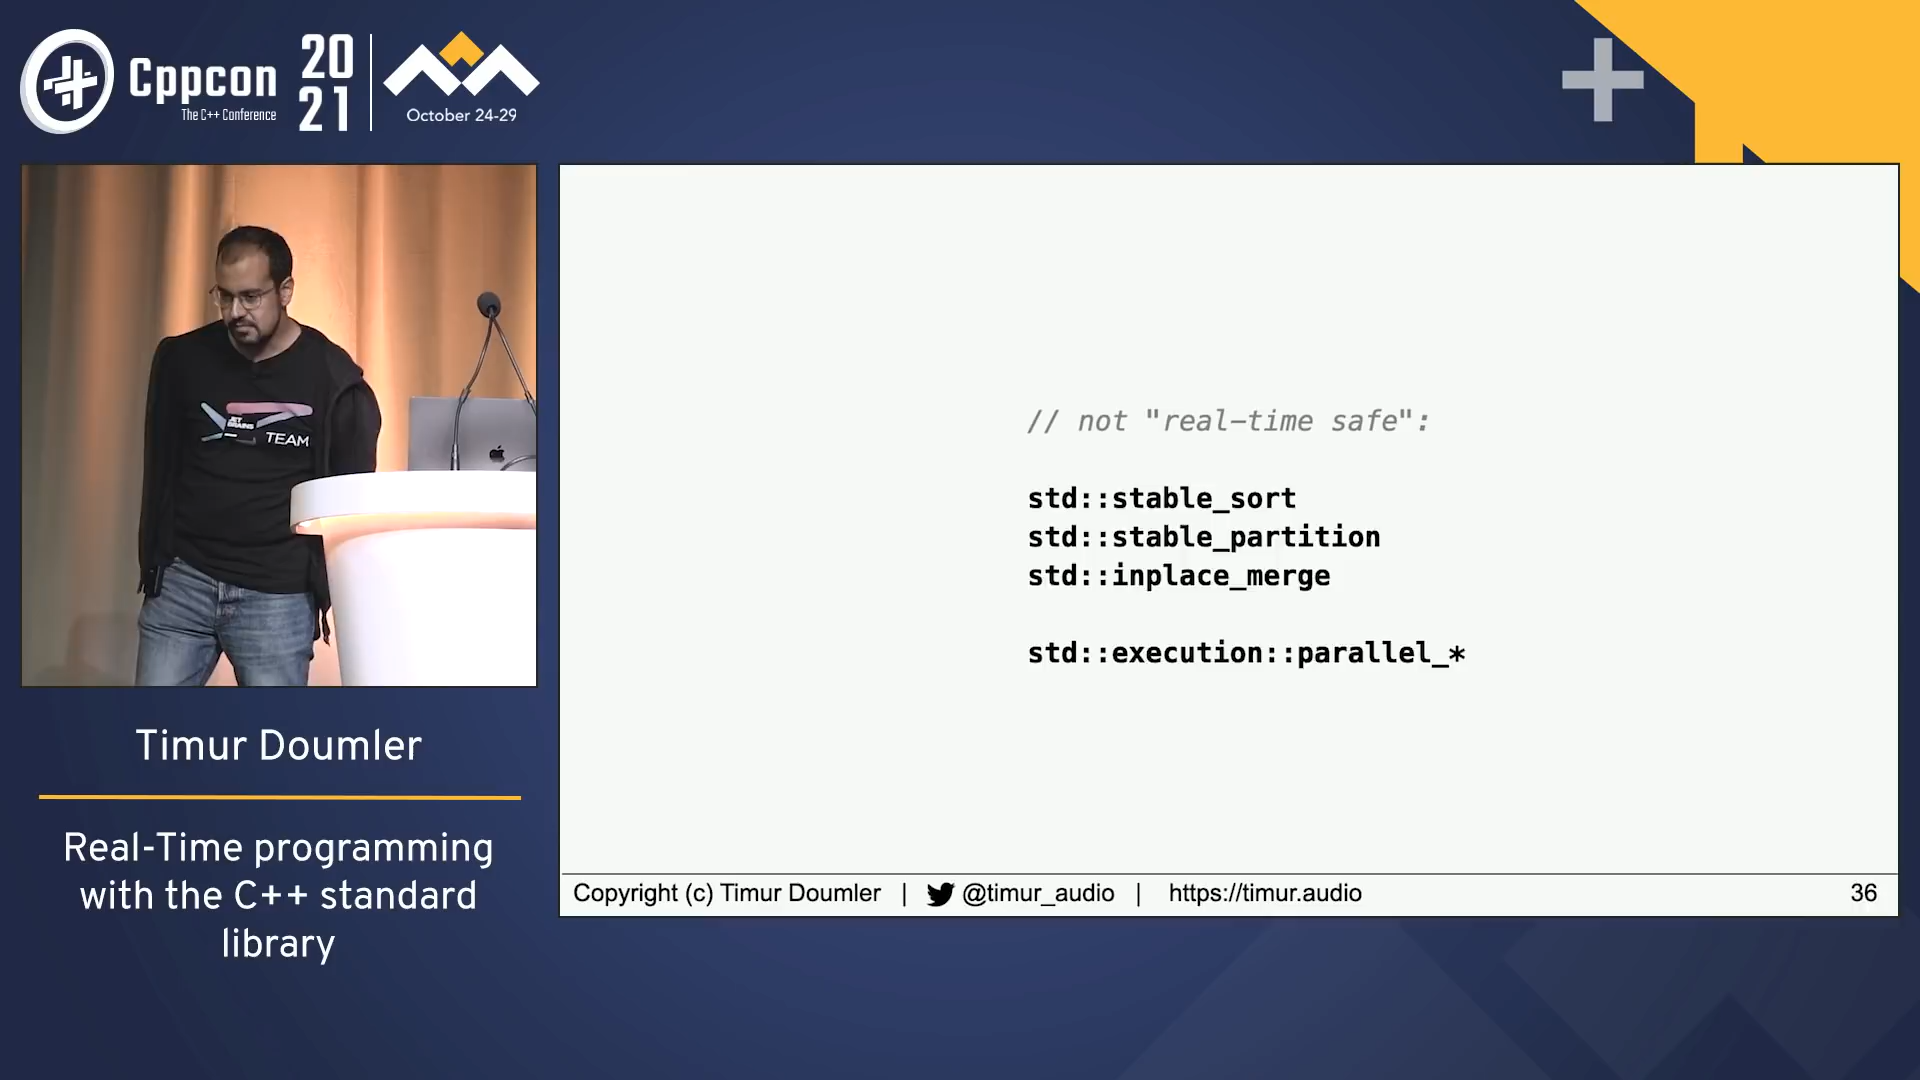 Cppcon
The C++ Conference
20
21
October 24-29
JET
BRAINS
TEAM
Timur Doumler
Real-Time programming
with the C++ standard
library
// not "real-time safe":
std::stable_sort
std::stable_partition
std::inplace_merge
std::execution::parallel_*
Copyright (c) Timur Doumler | @timur_audio | https://timur.audio
36